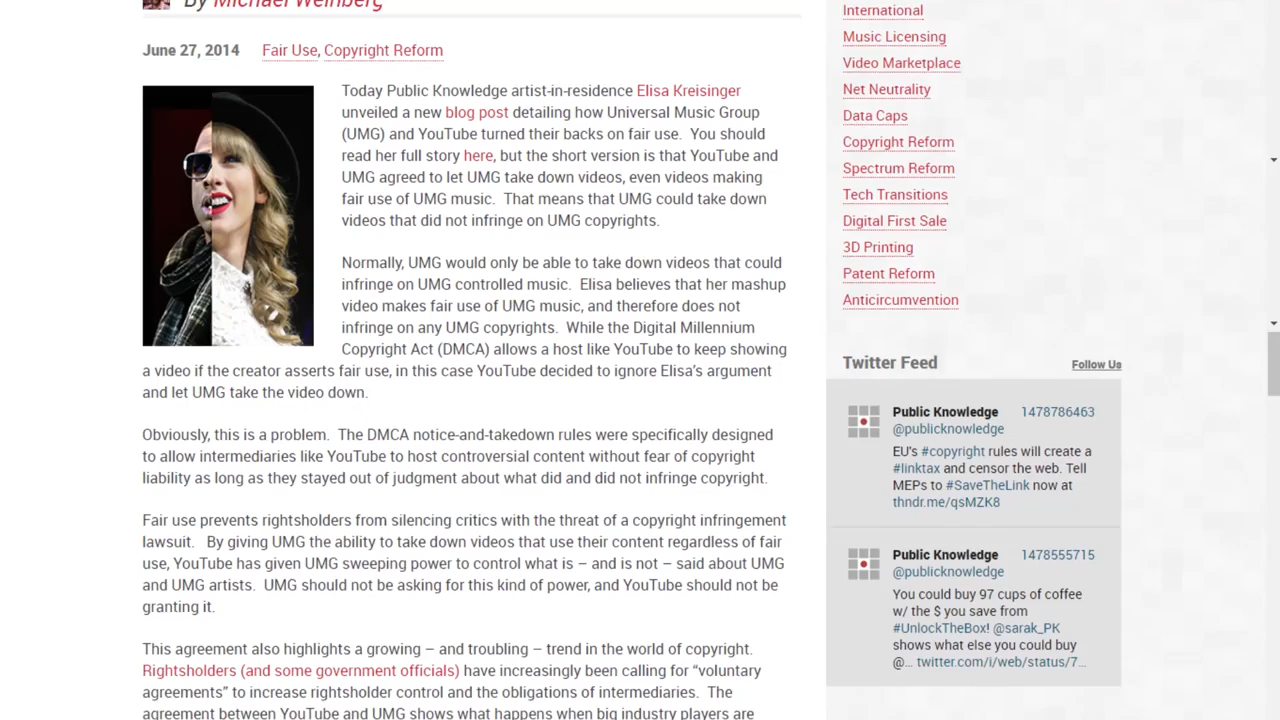 By Michael Weinberg
June 27, 2014 Fair Use, Copyright Reform
Today Public Knowledge artist-in-residence Elisa Kreisinger
unveiled a new blog post detailing how Universal Music Group
(UMG) and YouTube turned their backs on fair use. You should
read her full story here, but the short version is that YouTube and
UMG agreed to let UMG take down videos, even videos making
fair use of UMG music. That means that UMG could take down
videos that did not infringe on UMG copyrights.
Normally, UMG would only be able to take down videos that could
infringe on UMG controlled music. Elisa believes that her mashup
video makes fair use of UMG music, and therefore does not
infringe on any UMG copyrights. While the Digital Millennium
Copyright Act (DMCA) allows a host like YouTube to keep showing
a video if the creator asserts fair use, in this case YouTube decided to ignore Elisa's argument
and let UMG take the video down.
Obviously, this is a problem. The DMCA notice-and-takedown rules were specifically designed
to allow intermediaries like YouTube to host controversial content without fear of copyright
liability as long as they stayed out of judgment about what did and did not infringe copyright.
Fair use prevents rightsholders from silencing critics with the threat of a copyright infringement
lawsuit. By giving UMG the ability to take down videos that use their content regardless of fair
use, YouTube has given UMG sweeping power to control what is – and is not – said about UMG
and UMG artists. UMG should not be asking for this kind of power, and YouTube should not be
granting it.
This agreement also highlights a growing – and troubling – trend in the world of copyright.
Rightsholders (and some government officials) have increasingly been calling for “voluntary
agreements” to increase rightsholder control and the obligations of intermediaries. The
agreement between YouTube and UMG shows what happens when big industry players are
International
Music Licensing
Video Marketplace
Net Neutrality
Data Caps
Copyright Reform
Spectrum Reform
Tech Transitions
Digital First Sale
3D Printing
Patent Reform
Anticircumvention
Twitter Feed Follow Us
Public Knowledge 1478786463
@publicknowledge
EU's #copyright rules will create a
#linktax and censor the web. Tell
MEPs to #SaveTheLink now at
thndr.me/qsMZK8
Public Knowledge 1478555715
@publicknowledge
You could buy 97 cups of coffee
w/ the $ you save from
#UnlockTheBox! @sarak_PK
shows what else you could buy
@... twitter.com/i/web/status/7...